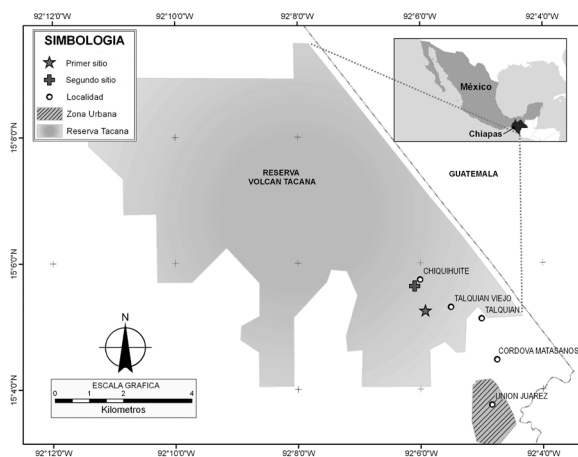 92°12'0"O 92°10'0"O 92°8'0"O 92°6'0"O 92°4'0"O
SIMBOLOGIA
Primer sitio
Segundo sitio
Localidad
Zona Urbana
Reserva Tacana
México
Chiapas
15°8'0"N
RESERVA
VOLCAN TACANA
GUATEMALA
15°6'0"N
CHIQUIHUITE
TALQUIAN VIEJO
TALQUIAN
N
CORDOVA MATASANOS
ESCALA GRAFICA
0 1 2 4
Kilometros
15°4'0"N
UNION JUAREZ
92°12'0"O 92°10'0"O 92°8'0"O 92°6'0"O 92°4'0"O